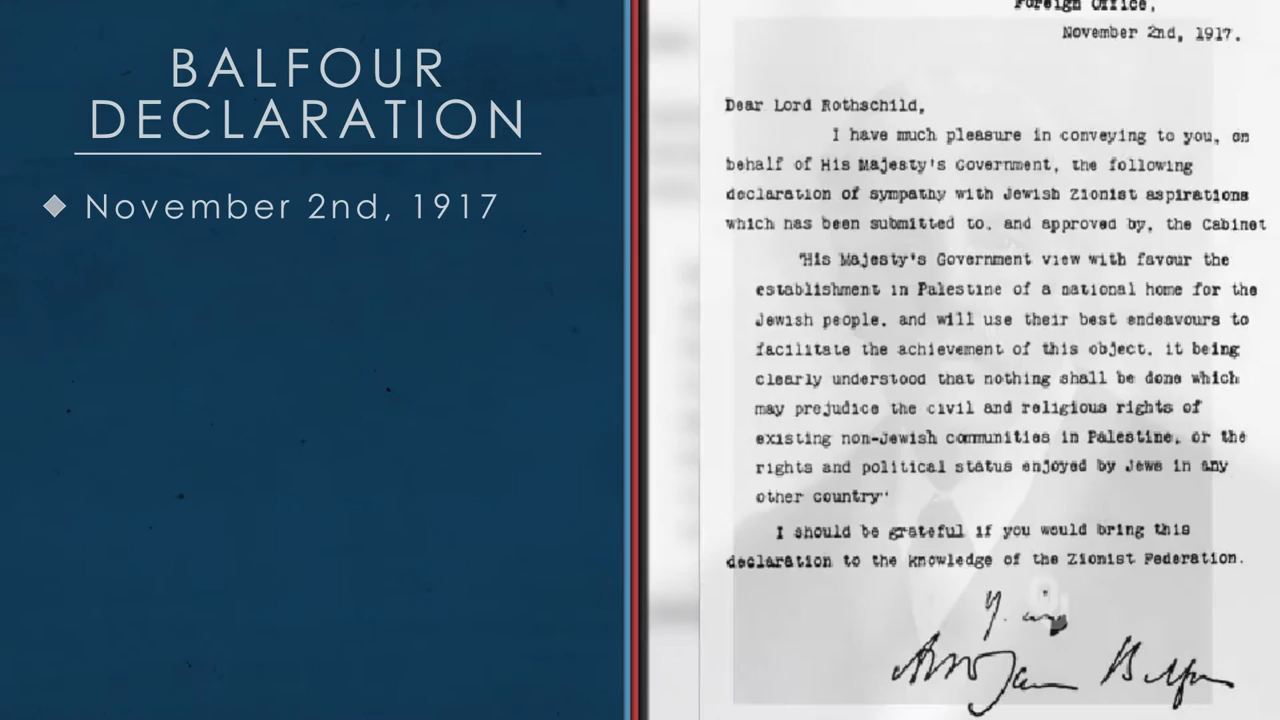 BALFOUR
DECLARATION
November 2nd, 1917
Foreign Office,
November 2nd, 1917.
Dear Lord Rothschild,
I have much pleasure in conveying to you, on
behalf of His Majesty's Government, the following
declaration of sympathy with Jewish Zionist aspirations
which has been submitted to, and approved by, the Cabinet
"His Majesty's Government view with favour the
establishment in Palestine of a national home for the
Jewish people, and will use their best endeavours to
facilitate the achievement of this object, it being
clearly understood that nothing shall be done which
may prejudice the civil and religious rights of
existing non-Jewish communities in Palestine, or the
rights and political status enjoyed by Jews in any
other country"
I should be grateful if you would bring this
declaration to the knowledge of the Zionist Federation.
Balfour